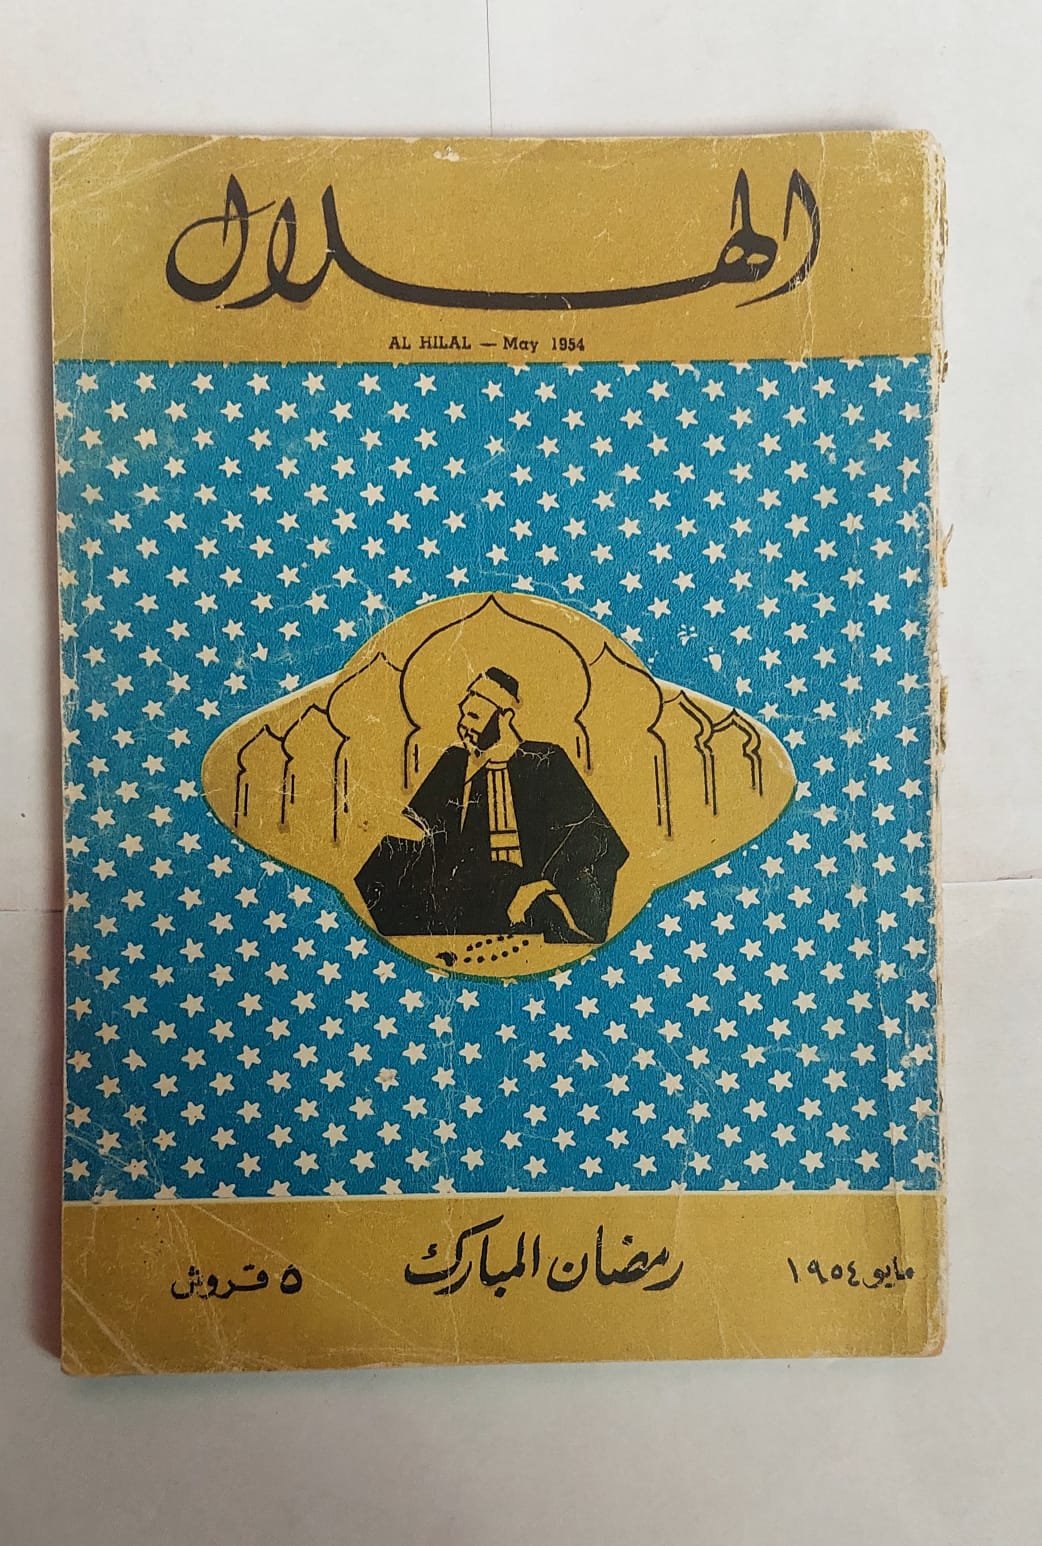 الهلال
AL HILAL — May 1954
مايو ١٩٥٤
رمضان المبارك
٥ قروش